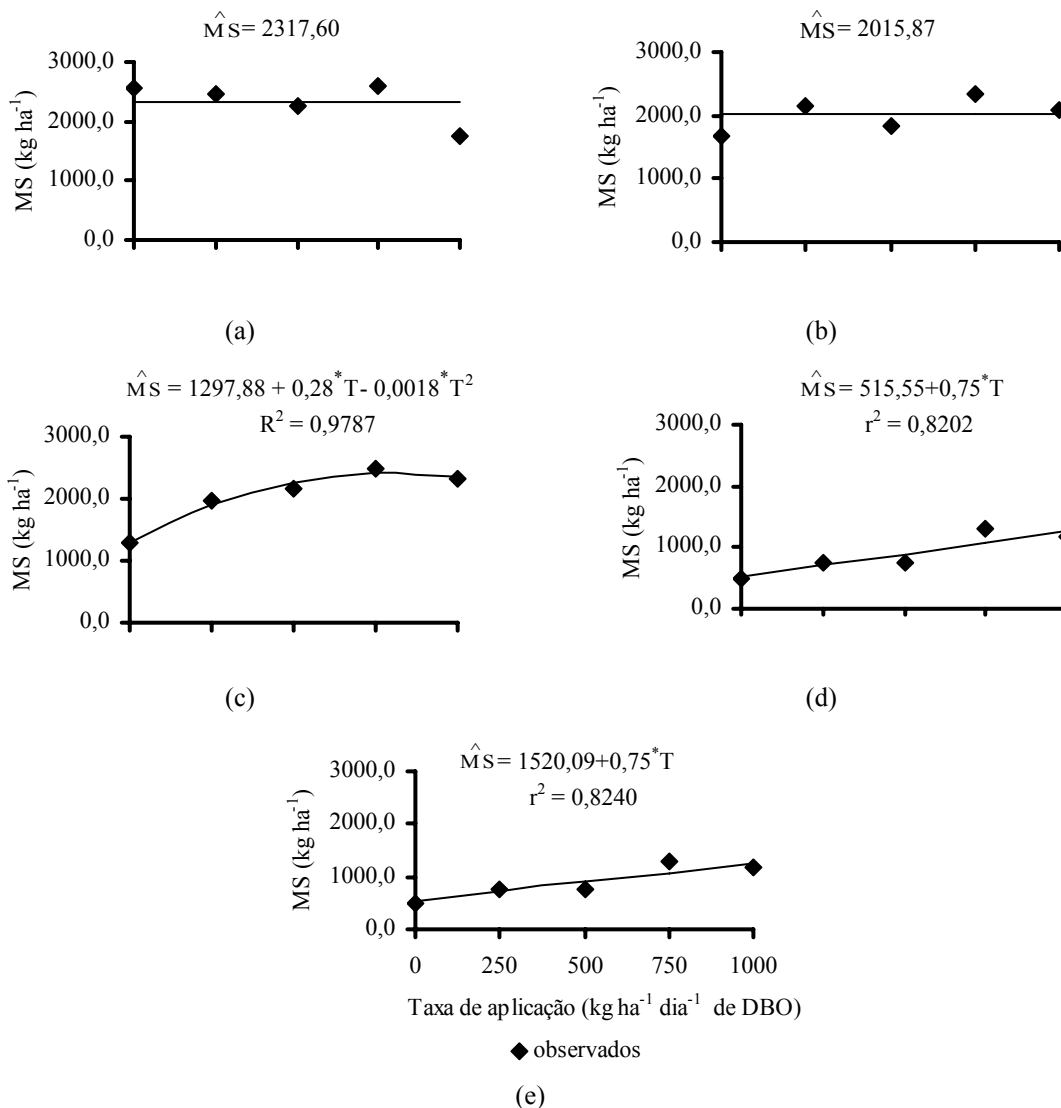 M̂S= 2317,60
3000,0
2000,0
1000,0
0,0
MS (kg ha⁻¹)
(a)
M̂S= 2015,87
3000,0
2000,0
1000,0
0,0
MS (kg ha⁻¹)
(b)
M̂S = 1297,88 + 0,28*T- 0,0018*T²
R² = 0,9787
3000,0
2000,0
1000,0
0,0
MS (kg ha⁻¹)
(c)
M̂S= 515,55+0,75*T
r² = 0,8202
3000,0
2000,0
1000,0
0,0
MS (kg ha⁻¹)
(d)
M̂S= 1520,09+0,75*T
r² = 0,8240
3000,0
2000,0
1000,0
0,0
MS (kg ha⁻¹)
0 250 500 750 1000
Taxa de aplicação (kg ha⁻¹ dia⁻¹ de DBO)
◆ observados
(e)